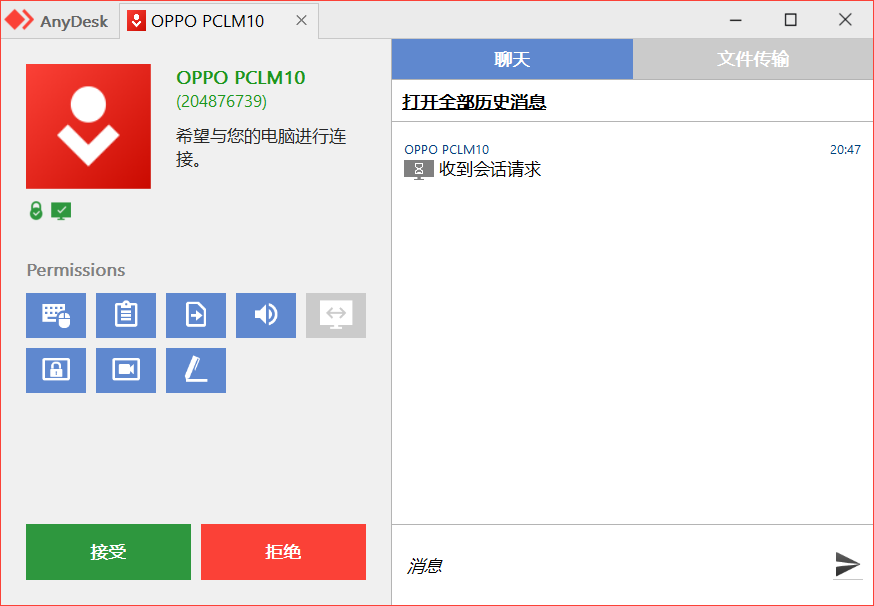 AnyDesk
OPPO PCLM10
OPPO PCLM10
(204876739)
希望与您的电脑进行连
接。
Permissions
接受
拒绝
聊天
文件传输
打开全部历史消息
OPPO PCLM10
20:47
收到会话请求
消息